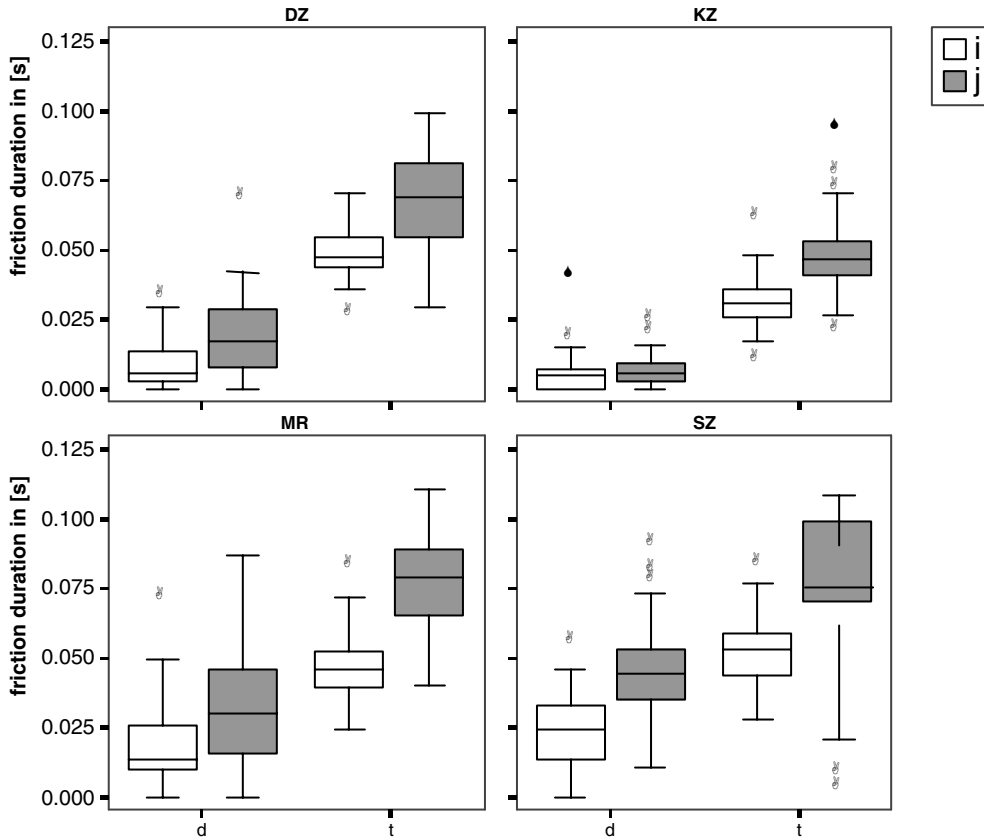 DZ
KZ
i
j
friction duration in [s]
0.125
0.100
0.075
0.050
0.025
0.000
MR
SZ
friction duration in [s]
0.125
0.100
0.075
0.050
0.025
0.000
d
t
d
t